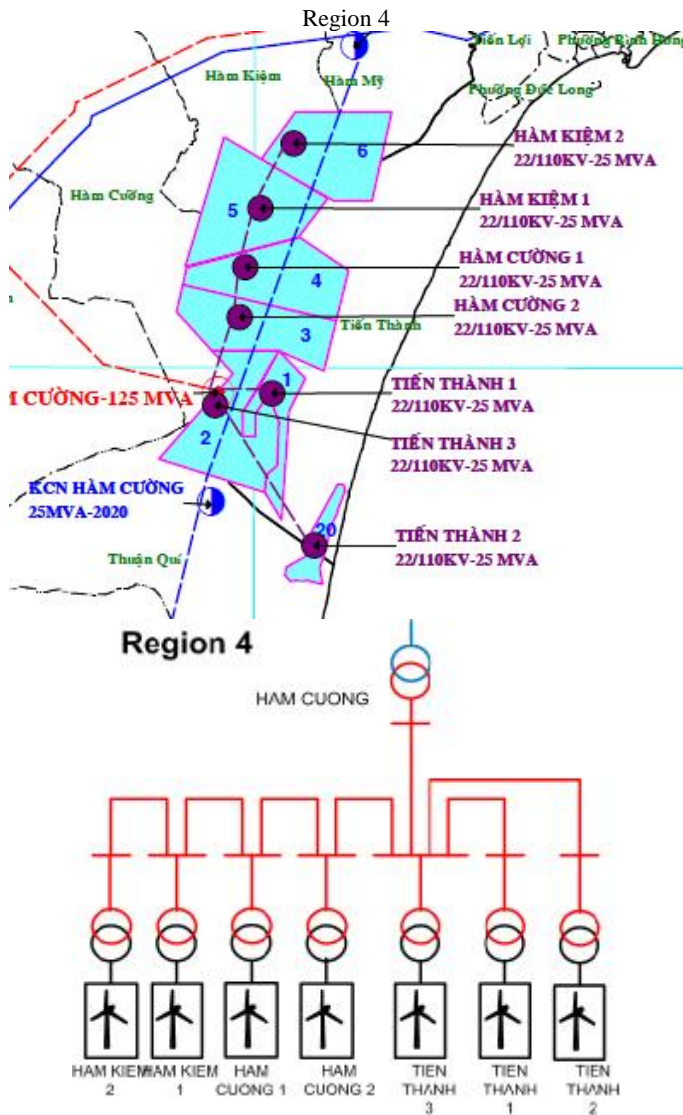 Region 4
Tiến Lợi
Phường Bình Hưng
Hàm Kiệm
Hàm Mỹ
Phường Đức Long
HÀM KIỆM 2
22/110KV-25 MVA
6
Hàm Cường
5
HÀM KIỆM 1
22/110KV-25 MVA
4
HÀM CƯỜNG 1
22/110KV-25 MVA
HÀM CƯỜNG 2
22/110KV-25 MVA
3
Tiến Thành
1
M CƯỜNG-125 MVA
TIẾN THÀNH 1
22/110KV-25 MVA
2
TIẾN THÀNH 3
22/110KV-25 MVA
KCN HÀM CƯỜNG
25MVA-2020
20
TIẾN THÀNH 2
22/110KV-25 MVA
Thuận Quí
Region 4
HAM CUONG
HAM KIEM 2
HAM KIEM 1
HAM CUONG 1
HAM CUONG 2
TIEN THANH 3
TIEN THANH 1
TIEN THANH 2